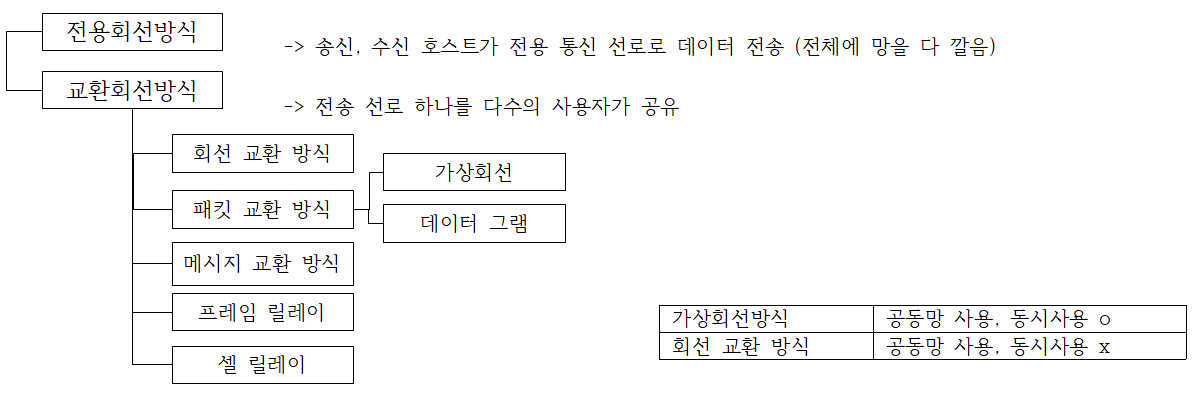 전용회선방식
-> 송신, 수신 호스트가 전용 통신 선로로 데이터 전송 (전체에 망을 다 깔음)
교환회선방식
-> 전송 선로 하나를 다수의 사용자가 공유
회선 교환 방식
가상회선
패킷 교환 방식
데이터 그램
메시지 교환 방식
프레임 릴레이
셀 릴레이
가상회선방식 공동망 사용, 동시사용 o
회선 교환 방식 공동망 사용, 동시사용 x